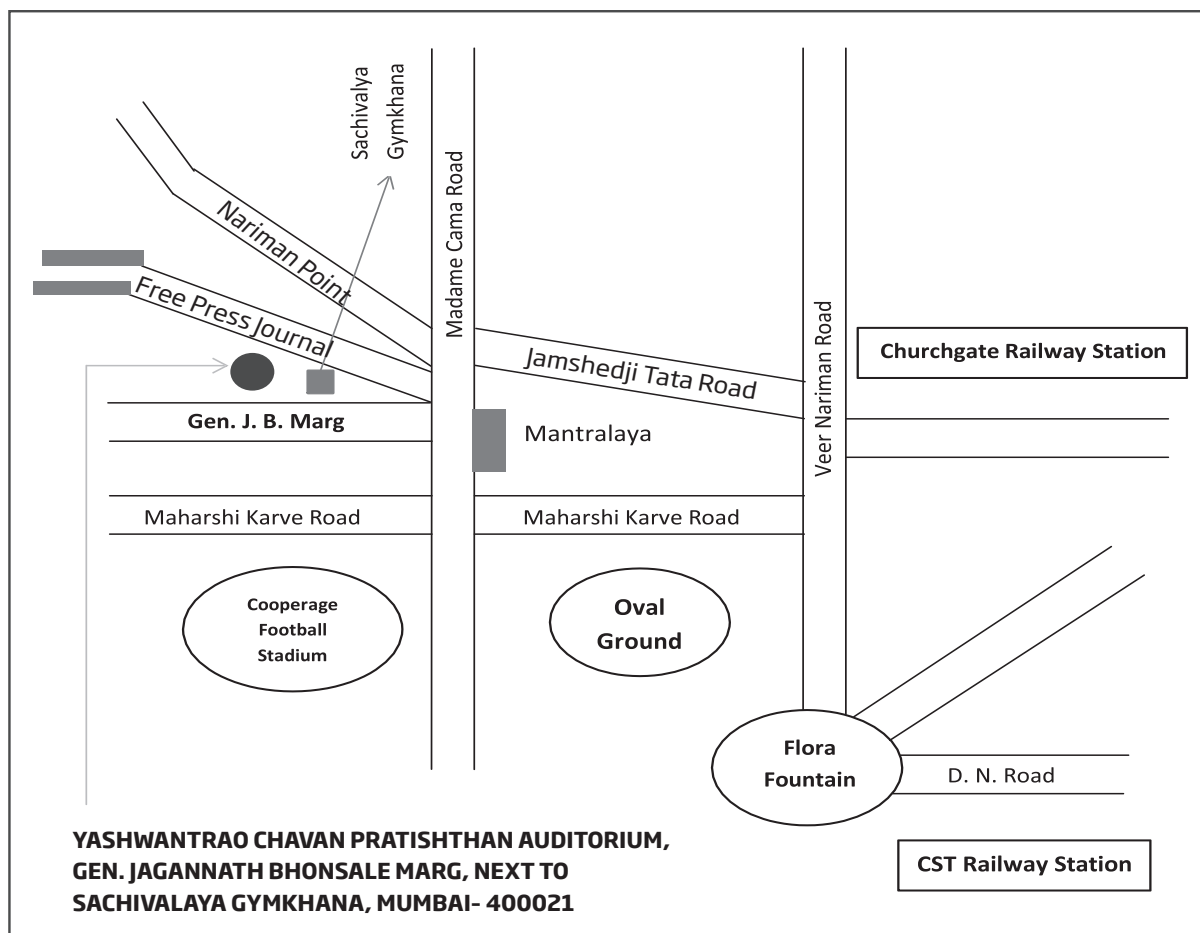 Sachivalya
Gymkhana
Madame Cama Road
Nariman Point
Free Press Journal
Veer Nariman Road
Jamshedji Tata Road
Churchgate Railway Station
Gen. J. B. Marg
Mantralaya
Maharshi Karve Road
Maharshi Karve Road
Cooperage
Football
Stadium
Oval
Ground
Flora
Fountain
D. N. Road
CST Railway Station
YASHWANTRAO CHAVAN PRATISHTHAN AUDITORIUM,
GEN. JAGANNATH BHONSALE MARG, NEXT TO
SACHIVALAYA GYMKHANA, MUMBAI- 400021